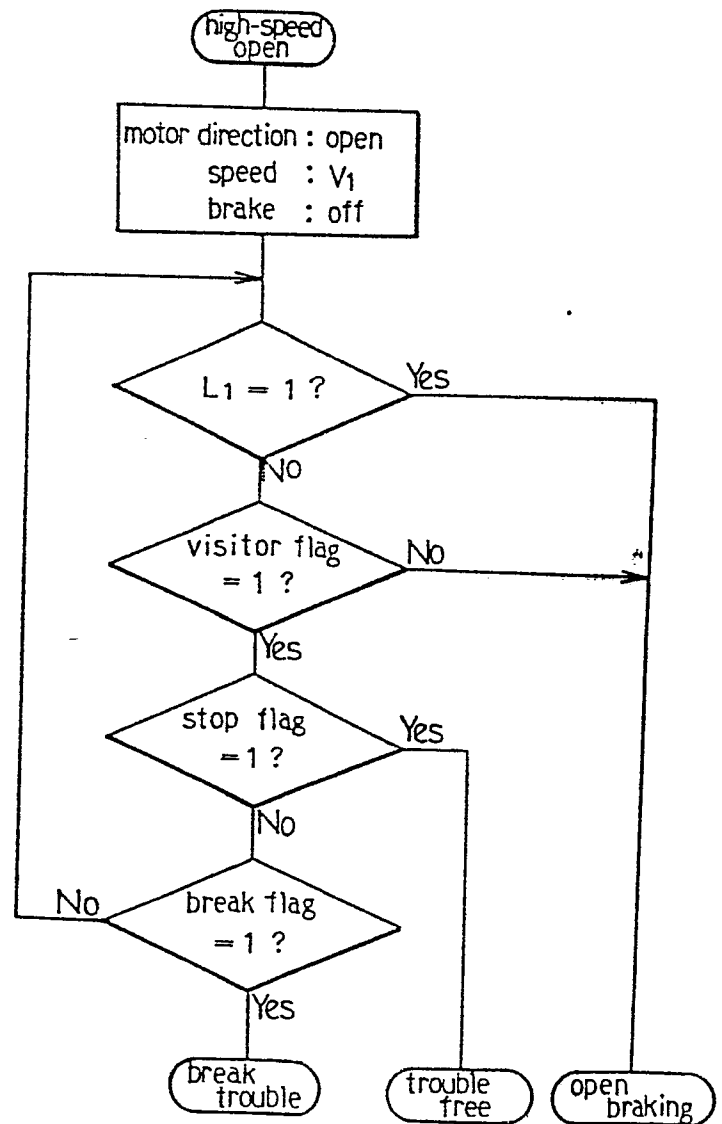 high-speed
open
motor direction : open
speed : V1
brake : off
L1 = 1 ?
Yes
No
visitor flag
= 1 ?
No
Yes
stop flag
= 1 ?
Yes
No
break flag
= 1 ?
No
Yes
break
trouble
trouble
free
open
braking